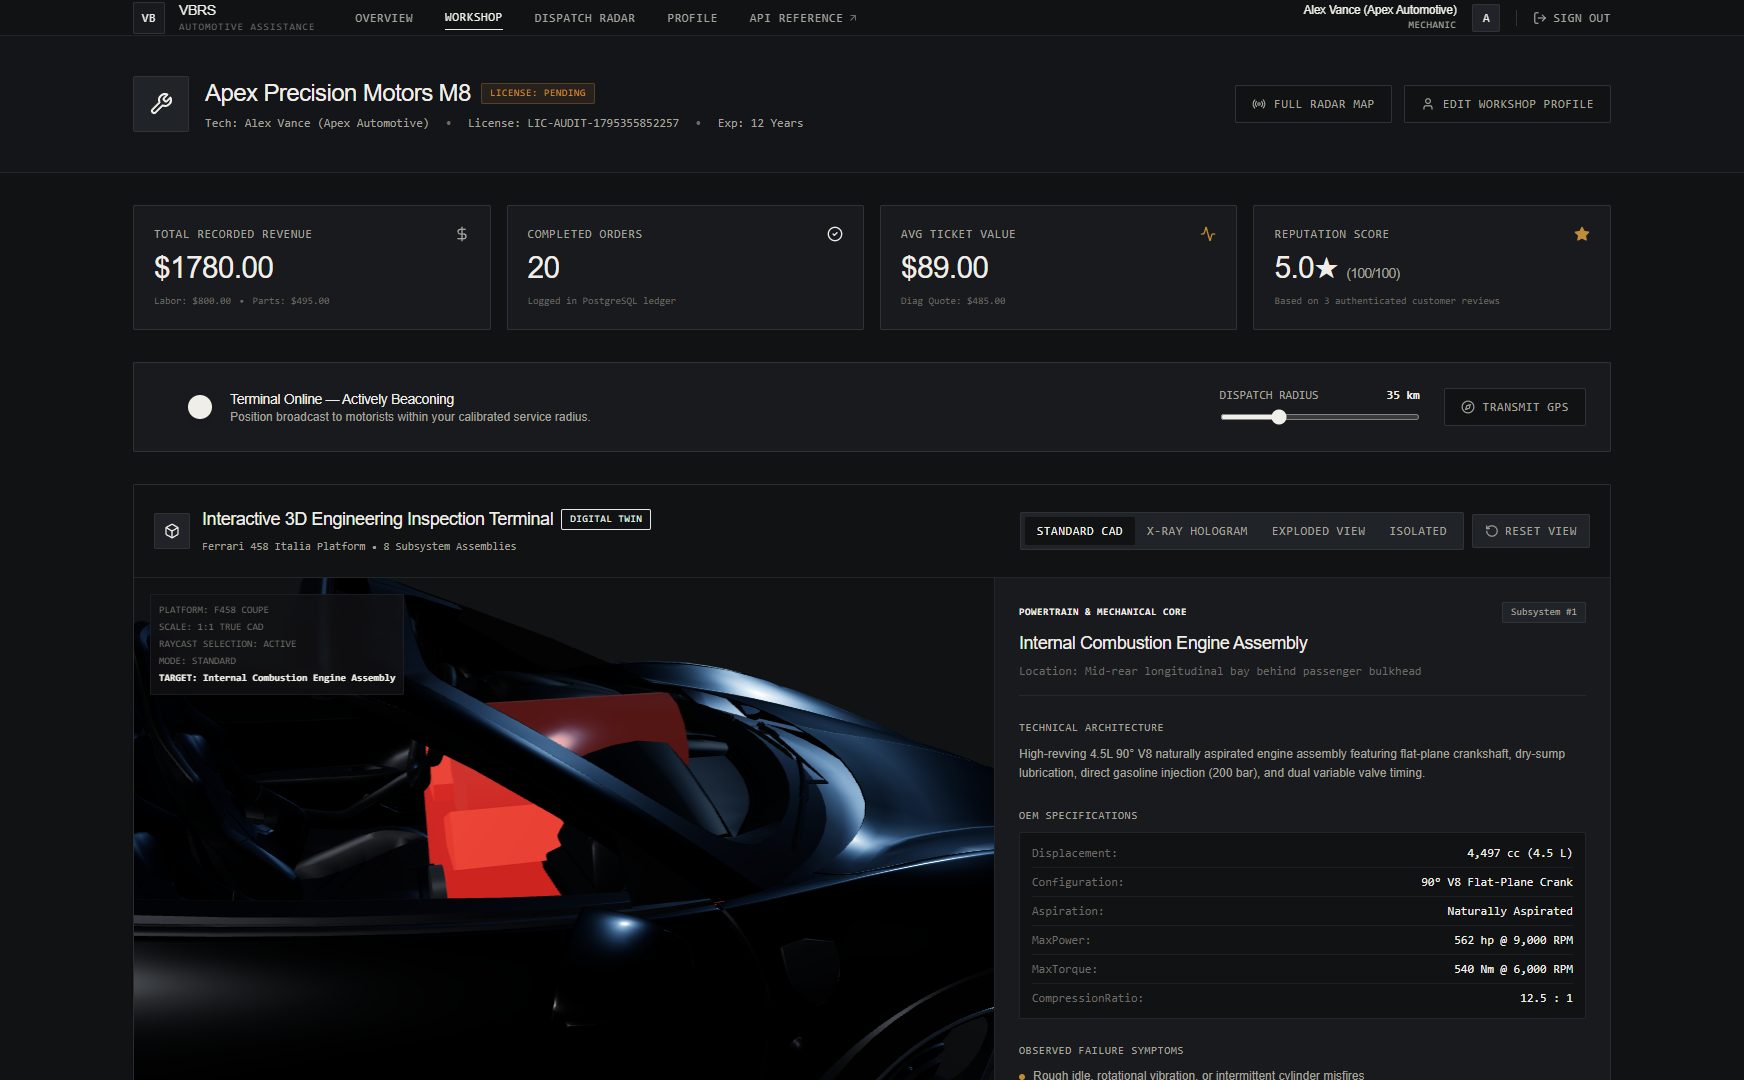 VB
VBRS
AUTOMOTIVE ASSISTANCE
OVERVIEW
WORKSHOP
DISPATCH RADAR
PROFILE
API REFERENCE ↗
Alex Vance (Apex Automotive)
MECHANIC
A
SIGN OUT
Apex Precision Motors M8
LICENSE: PENDING
Tech: Alex Vance (Apex Automotive) • License: LIC-AUDIT-1795355852257 • Exp: 12 Years
FULL RADAR MAP
EDIT WORKSHOP PROFILE
TOTAL RECORDED REVENUE
$1780.00
Labor: $800.00 • Parts: $495.00
COMPLETED ORDERS
20
Logged in PostgreSQL ledger
AVG TICKET VALUE
$89.00
Diag Quote: $485.00
REPUTATION SCORE
5.0★ (100/100)
Based on 3 authenticated customer reviews
Terminal Online — Actively Beaconing
Position broadcast to motorists within your calibrated service radius.
DISPATCH RADIUS
35 km
TRANSMIT GPS
Interactive 3D Engineering Inspection Terminal
DIGITAL TWIN
Ferrari 458 Italia Platform • 8 Subsystem Assemblies
STANDARD CAD
X-RAY HOLOGRAM
EXPLODED VIEW
ISOLATED
RESET VIEW
PLATFORM: F458 COUPE
SCALE: 1:1 TRUE CAD
RAYCAST SELECTION: ACTIVE
MODE: STANDARD
TARGET: Internal Combustion Engine Assembly
POWERTRAIN & MECHANICAL CORE
Subsystem #1
Internal Combustion Engine Assembly
Location: Mid-rear longitudinal bay behind passenger bulkhead
TECHNICAL ARCHITECTURE
High-revving 4.5L 90° V8 naturally aspirated engine assembly featuring flat-plane crankshaft, dry-sump
lubrication, direct gasoline injection (200 bar), and dual variable valve timing.
OEM SPECIFICATIONS
Displacement: 4,497 cc (4.5 L)
Configuration: 90° V8 Flat-Plane Crank
Aspiration: Naturally Aspirated
MaxPower: 562 hp @ 9,000 RPM
MaxTorque: 540 Nm @ 6,000 RPM
CompressionRatio: 12.5 : 1
OBSERVED FAILURE SYMPTOMS
Rough idle, rotational vibration, or intermittent cylinder misfires